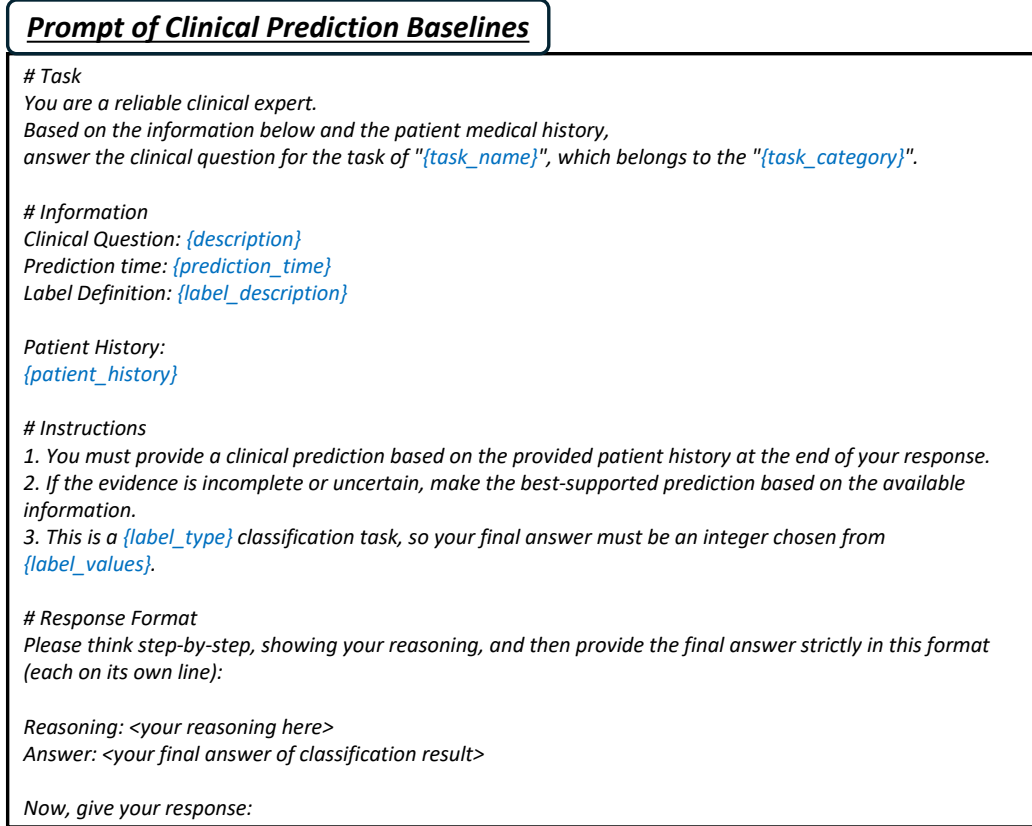 Prompt of Clinical Prediction Baselines
# Task
You are a reliable clinical expert.
Based on the information below and the patient medical history,
answer the clinical question for the task of "{task_name}", which belongs to the "{task_category}".
# Information
Clinical Question: {description}
Prediction time: {prediction_time}
Label Definition: {label_description}
Patient History:
{patient_history}
# Instructions
1. You must provide a clinical prediction based on the provided patient history at the end of your response.
2. If the evidence is incomplete or uncertain, make the best-supported prediction based on the available
information.
3. This is a {label_type} classification task, so your final answer must be an integer chosen from
{label_values}.
# Response Format
Please think step-by-step, showing your reasoning, and then provide the final answer strictly in this format
(each on its own line):
Reasoning: <your reasoning here>
Answer: <your final answer of classification result>
Now, give your response: